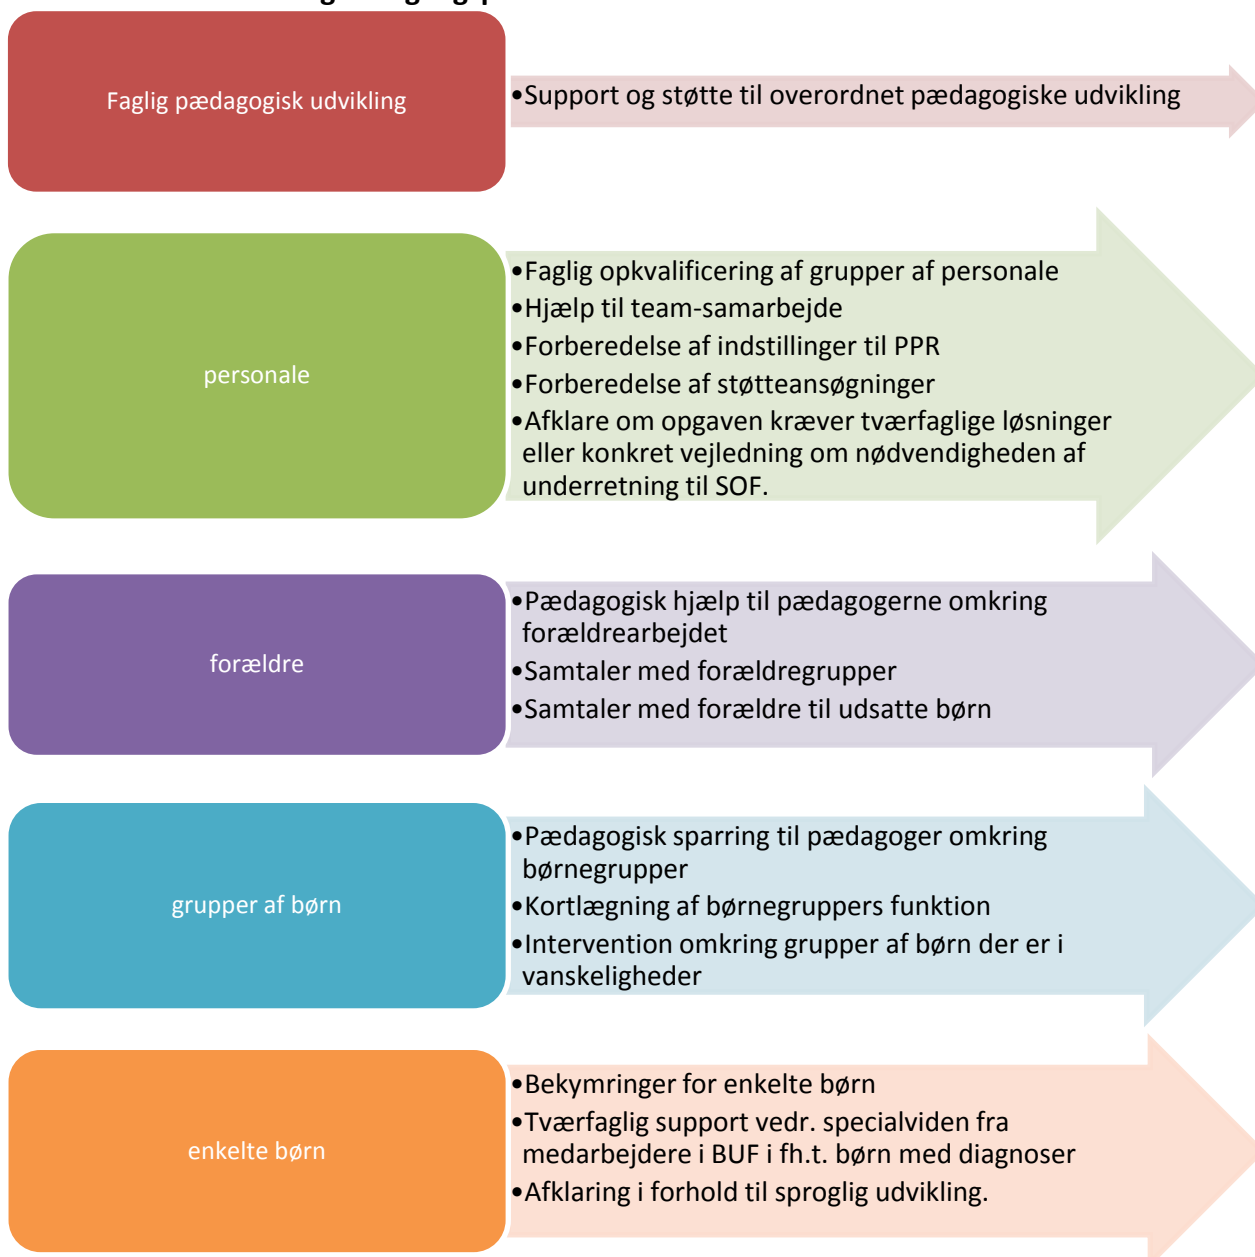 Faglig pædagogisk udvikling
•Support og støtte til overordnet pædagogiske udvikling
personale
•Faglig opkvalificering af grupper af personale
•Hjælp til team-samarbejde
•Forberedelse af indstillinger til PPR
•Forberedelse af støtteansøgninger
•Afklare om opgaven kræver tværfaglige løsninger
eller konkret vejledning om nødvendigheden af
underretning til SOF.
forældre
•Pædagogisk hjælp til pædagogerne omkring
forældrearbejdet
•Samtaler med forældregrupper
•Samtaler med forældre til udsatte børn
grupper af børn
•Pædagogisk sparring til pædagoger omkring
børnegrupper
•Kortlægning af børnegruppers funktion
•Intervention omkring grupper af børn der er i
vanskeligheder
enkelte børn
•Bekymringer for enkelte børn
•Tværfaglig support vedr. specialviden fra
medarbejdere i BUF i fh.t. børn med diagnoser
•Afklaring i forhold til sproglig udvikling.